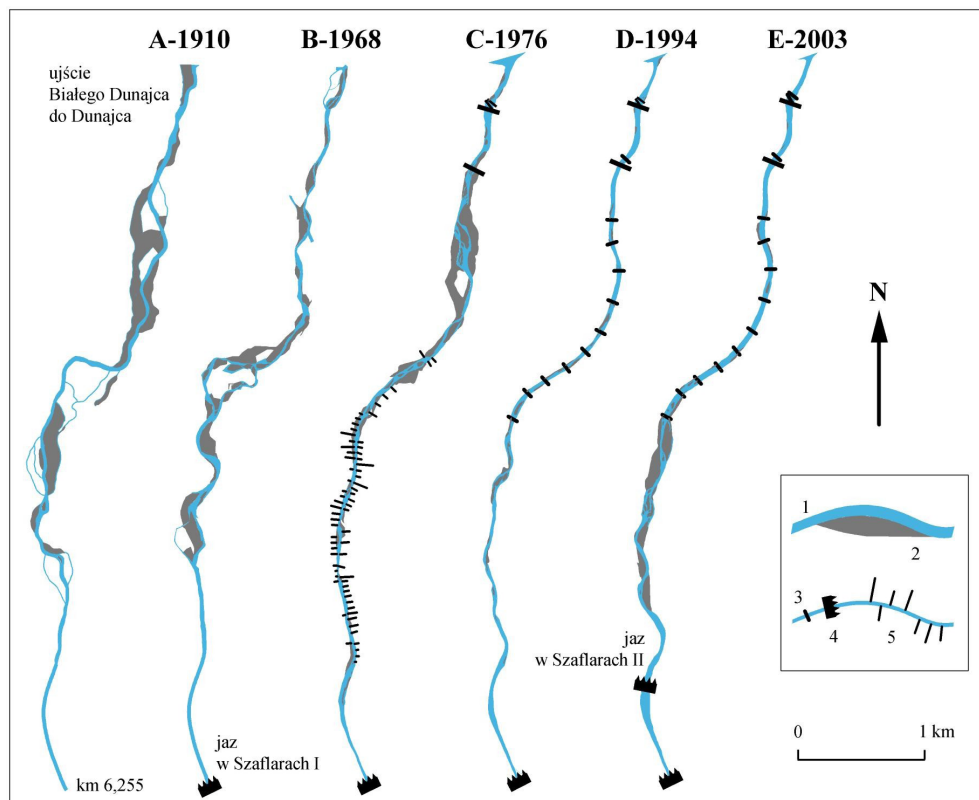 A-1910
B-1968
C-1976
D-1994
E-2003
ujście
Białego Dunajca
do Dunajca
N
1
2
3
4
5
jaz
w Szaflarach II
jaz
w Szaflarach I
km 6,255
0
1 km